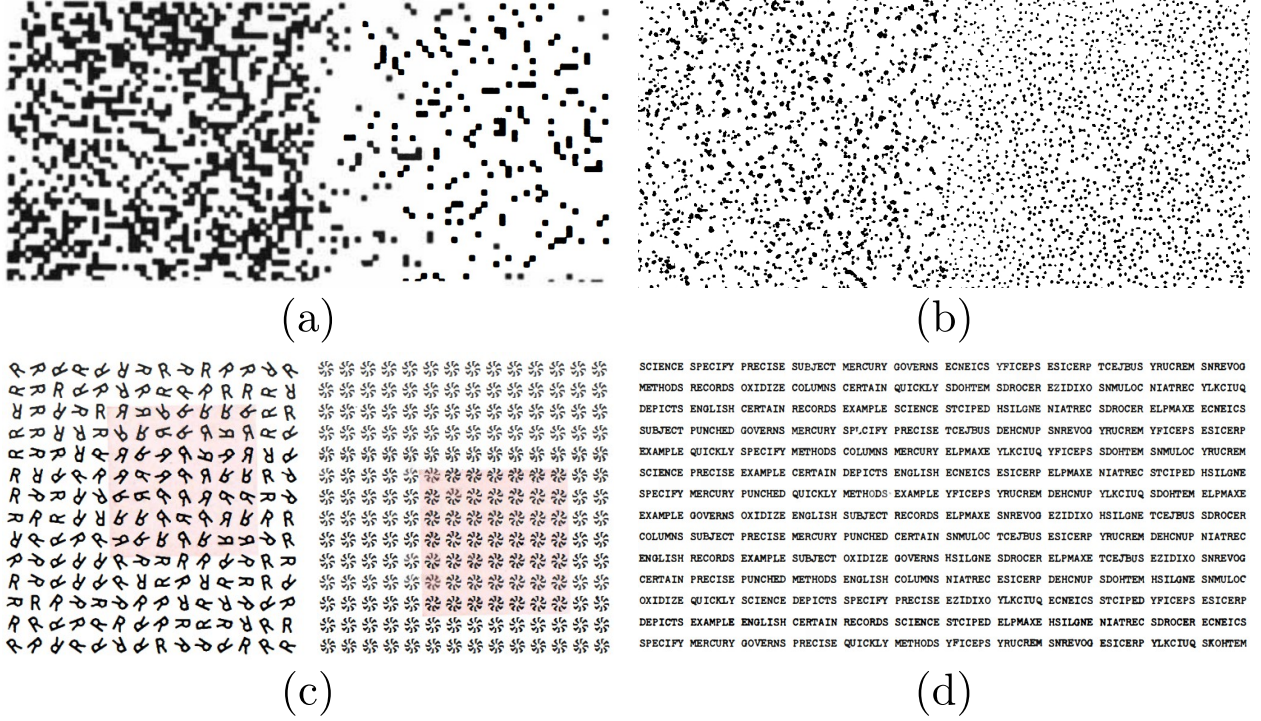 (a)
(b)
SCIENCE SPECIFY PRECISE SUBJECT MERCURY GOVERNS ECNEICS YFICEPS ESICERP TCEJBUS YRUCREM SNREVOG
METHODS RECORDS OXIDIZE COLUMNS CERTAIN QUICKLY SDOHTEM SDROCER EZIDIXO SNMULOC NIATREC YLKCIUQ
DEPICTS ENGLISH CERTAIN RECORDS EXAMPLE SCIENCE STCIPED HSILGNE NIATREC SDROCER ELPMAXE ECNEICS
SUBJECT PUNCHED GOVERNS MERCURY SPECIFY PRECISE TCEJBUS DEHCNUP SNREVOG YRUCREM YFICEPS ESICERP
EXAMPLE QUICKLY SPECIFY METHODS COLUMNS MERCURY ELPMAXE YLKCIUQ YFICEPS SDOHTEM SNMULOC YRUCREM
SCIENCE PRECISE EXAMPLE CERTAIN DEPICTS ENGLISH ECNEICS ESICERP ELPMAXE NIATREC STCIPED HSILGNE
SPECIFY MERCURY PUNCHED QUICKLY METHODS EXAMPLE YFICEPS YRUCREM DEHCNUP YLKCIUQ SDOHTEM ELPMAXE
EXAMPLE GOVERNS OXIDIZE ENGLISH SUBJECT RECORDS ELPMAXE SNREVOG EZIDIXO HSILGNE TCEJBUS SDROCER
COLUMNS SUBJECT PRECISE MERCURY PUNCHED CERTAIN SNMULOC TCEJBUS ESICERP YRUCREM DEHCNUP NIATREC
ENGLISH RECORDS EXAMPLE SUBJECT OXIDIZE GOVERNS HSILGNE SDROCER ELPMAXE TCEJBUS EZIDIXO SNREVOG
CERTAIN PRECISE PUNCHED METHODS ENGLISH COLUMNS NIATREC ESICERP DEHCNUP SDOHTEM HSILGNE SNMULOC
OXIDIZE QUICKLY SCIENCE DEPICTS SPECIFY PRECISE EZIDIXO YLKCIUQ ECNEICS STCIPED YFICEPS ESICERP
DEPICTS EXAMPLE ENGLISH CERTAIN RECORDS SCIENCE STCIPED ELPMAXE HSILGNE NIATREC SDROCER ECNEICS
SPECIFY MERCURY GOVERNS PRECISE QUICKLY METHODS YFICEPS YRUCREM SNREVOG ESICERP YLKCIUQ SKOHTEM
(c)
(d)